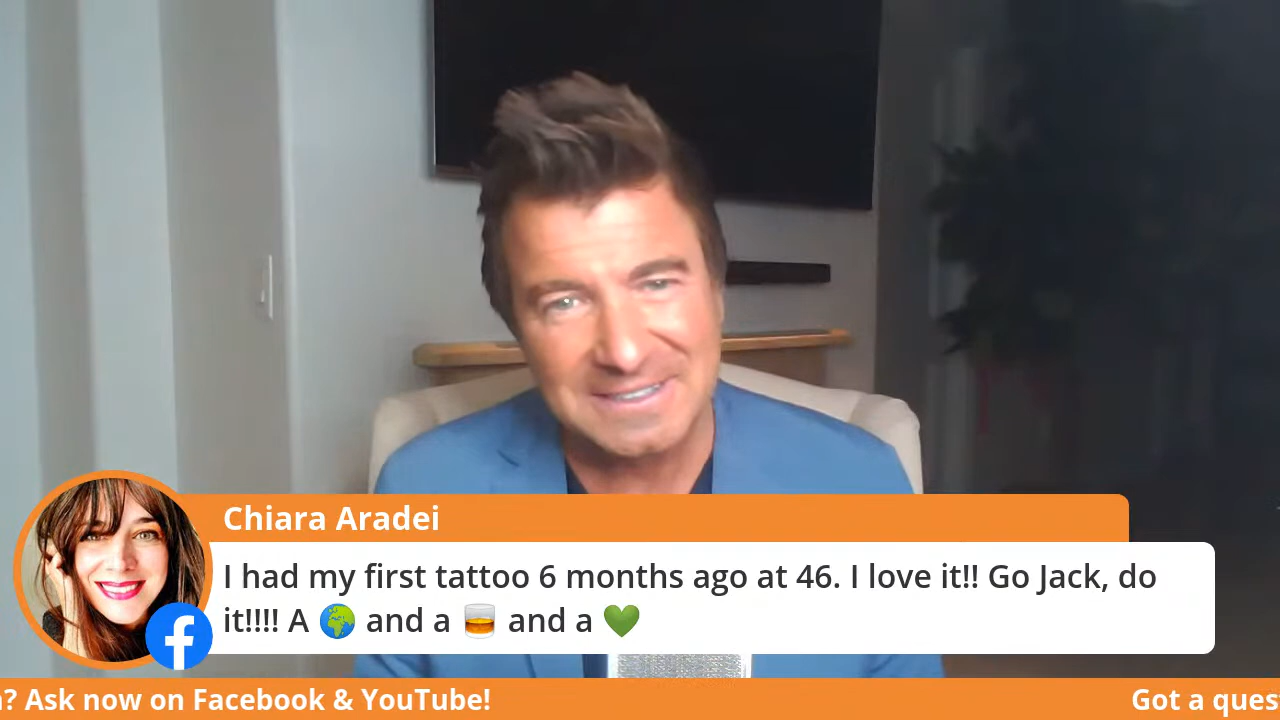 Chiara Aradei
I had my first tattoo 6 months ago at 46. I love it!! Go Jack, do
it!!!! A 🌍 and a 🥃 and a 💚
? Ask now on Facebook & YouTube! Got a